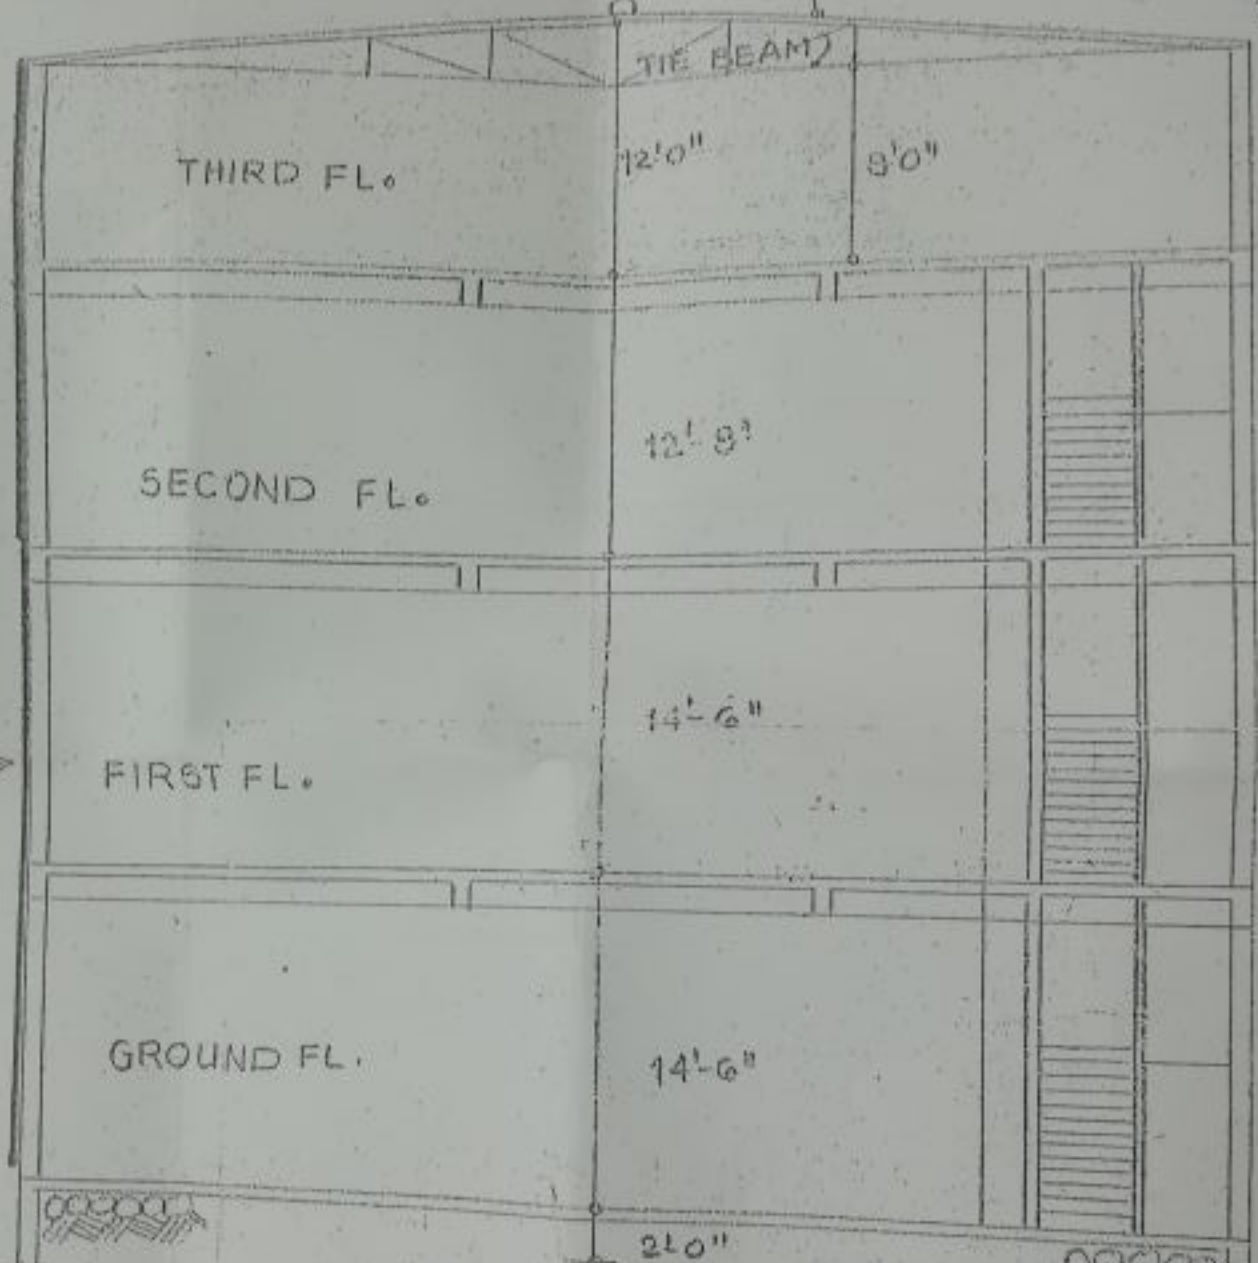 TIE BEAM
THIRD FL.
12'0"
9'0"
12'-8"
SECOND FL.
14'-6"
FIRST FL.
GROUND FL.
14'-6"
2'-0"